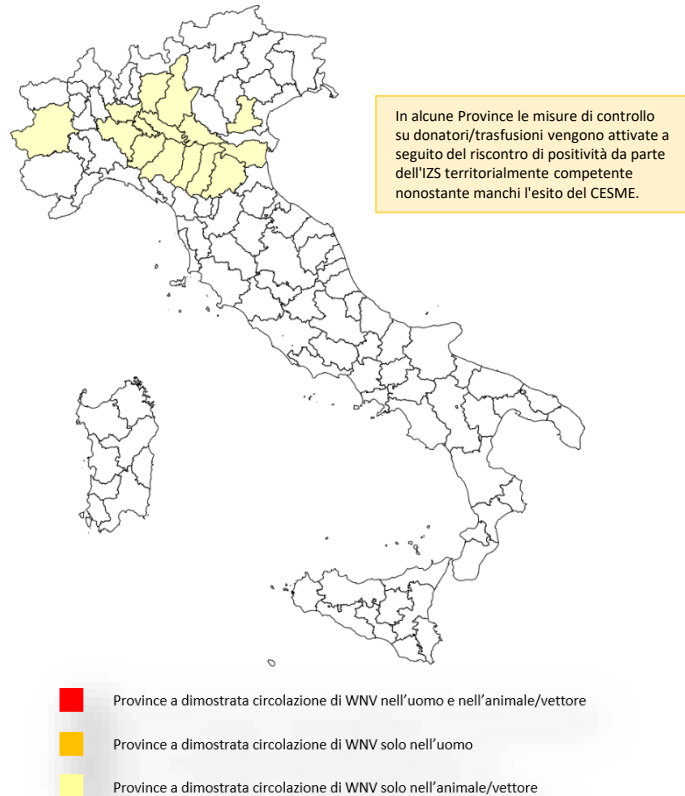 In alcune Province le misure di controllo
su donatori/trasfusioni vengono attivate a
seguito del riscontro di positività da parte
dell'IZS territorialmente competente
nonostante manchi l'esito del CESME.
Province a dimostrata circolazione di WNV nell'uomo e nell'animale/vettore
Province a dimostrata circolazione di WNV solo nell'uomo
Province a dimostrata circolazione di WNV solo nell'animale/vettore